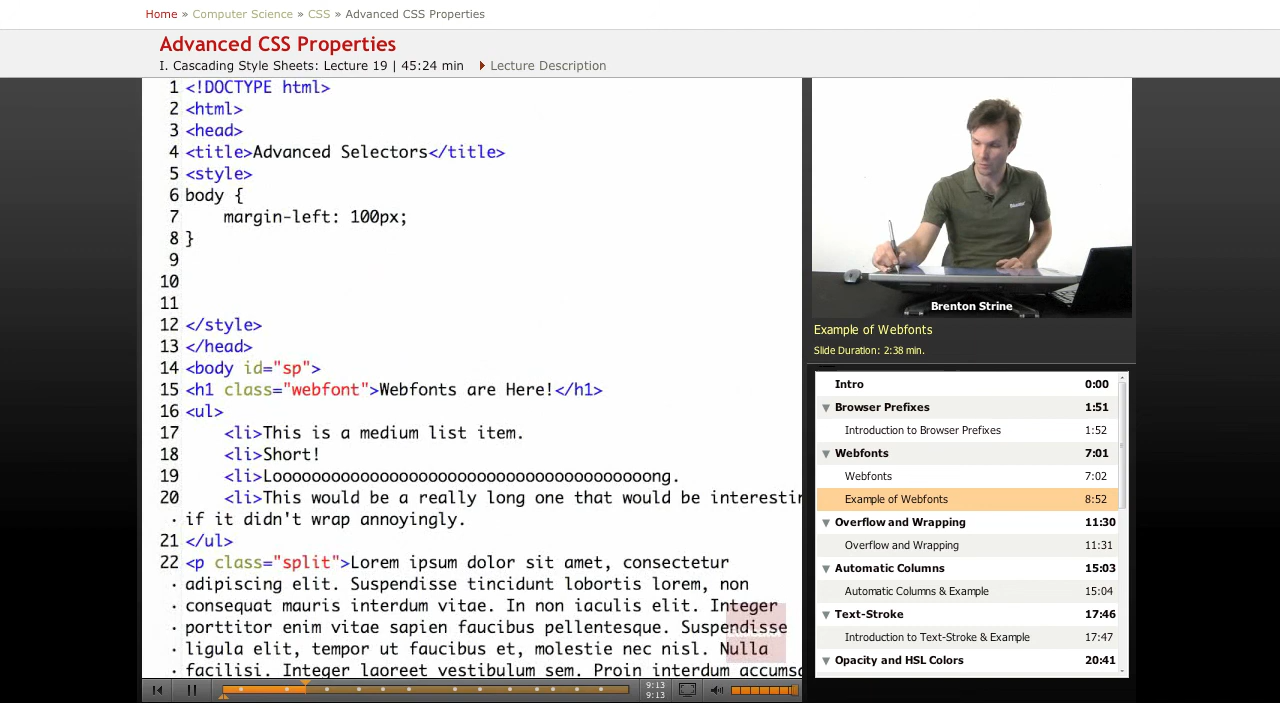 Home » Computer Science » CSS » Advanced CSS Properties
Advanced CSS Properties
I. Cascading Style Sheets: Lecture 19 | 45:24 min Lecture Description
1 <!DOCTYPE html>
2 <html>
3 <head>
4 <title>Advanced Selectors</title>
5 <style>
6 body {
7 margin-left: 100px;
8 }
9
10
11
12 </style>
13 </head>
14 <body id="sp">
15 <h1 class="webfont">Webfonts are Here!</h1>
16 <ul>
17 <li>This is a medium list item.
18 <li>Short!
19 <li>Looooooooooooooooooooooooooooooooooooooong.
20 <li>This would be a really long one that would be interestin
· if it didn't wrap annoyingly.
21 </ul>
22 <p class="split">Lorem ipsum dolor sit amet, consectetur
· adipiscing elit. Suspendisse tincidunt lobortis lorem, non
· consequat mauris interdum vitae. In non iaculis elit. Integer
· porttitor enim vitae sapien faucibus pellentesque. Suspendisse
· ligula elit, tempor ut faucibus et, molestie nec nisl. Nulla
· facilisi. Integer laoreet vestibulum sem. Proin interdum accumsa
9:13
9:13
Brenton Strine
Example of Webfonts
Slide Duration: 2:38 min.
Intro 0:00
Browser Prefixes 1:51
Introduction to Browser Prefixes 1:52
Webfonts 7:01
Webfonts 7:02
Example of Webfonts 8:52
Overflow and Wrapping 11:30
Overflow and Wrapping 11:31
Automatic Columns 15:03
Automatic Columns & Example 15:04
Text-Stroke 17:46
Introduction to Text-Stroke & Example 17:47
Opacity and HSL Colors 20:41